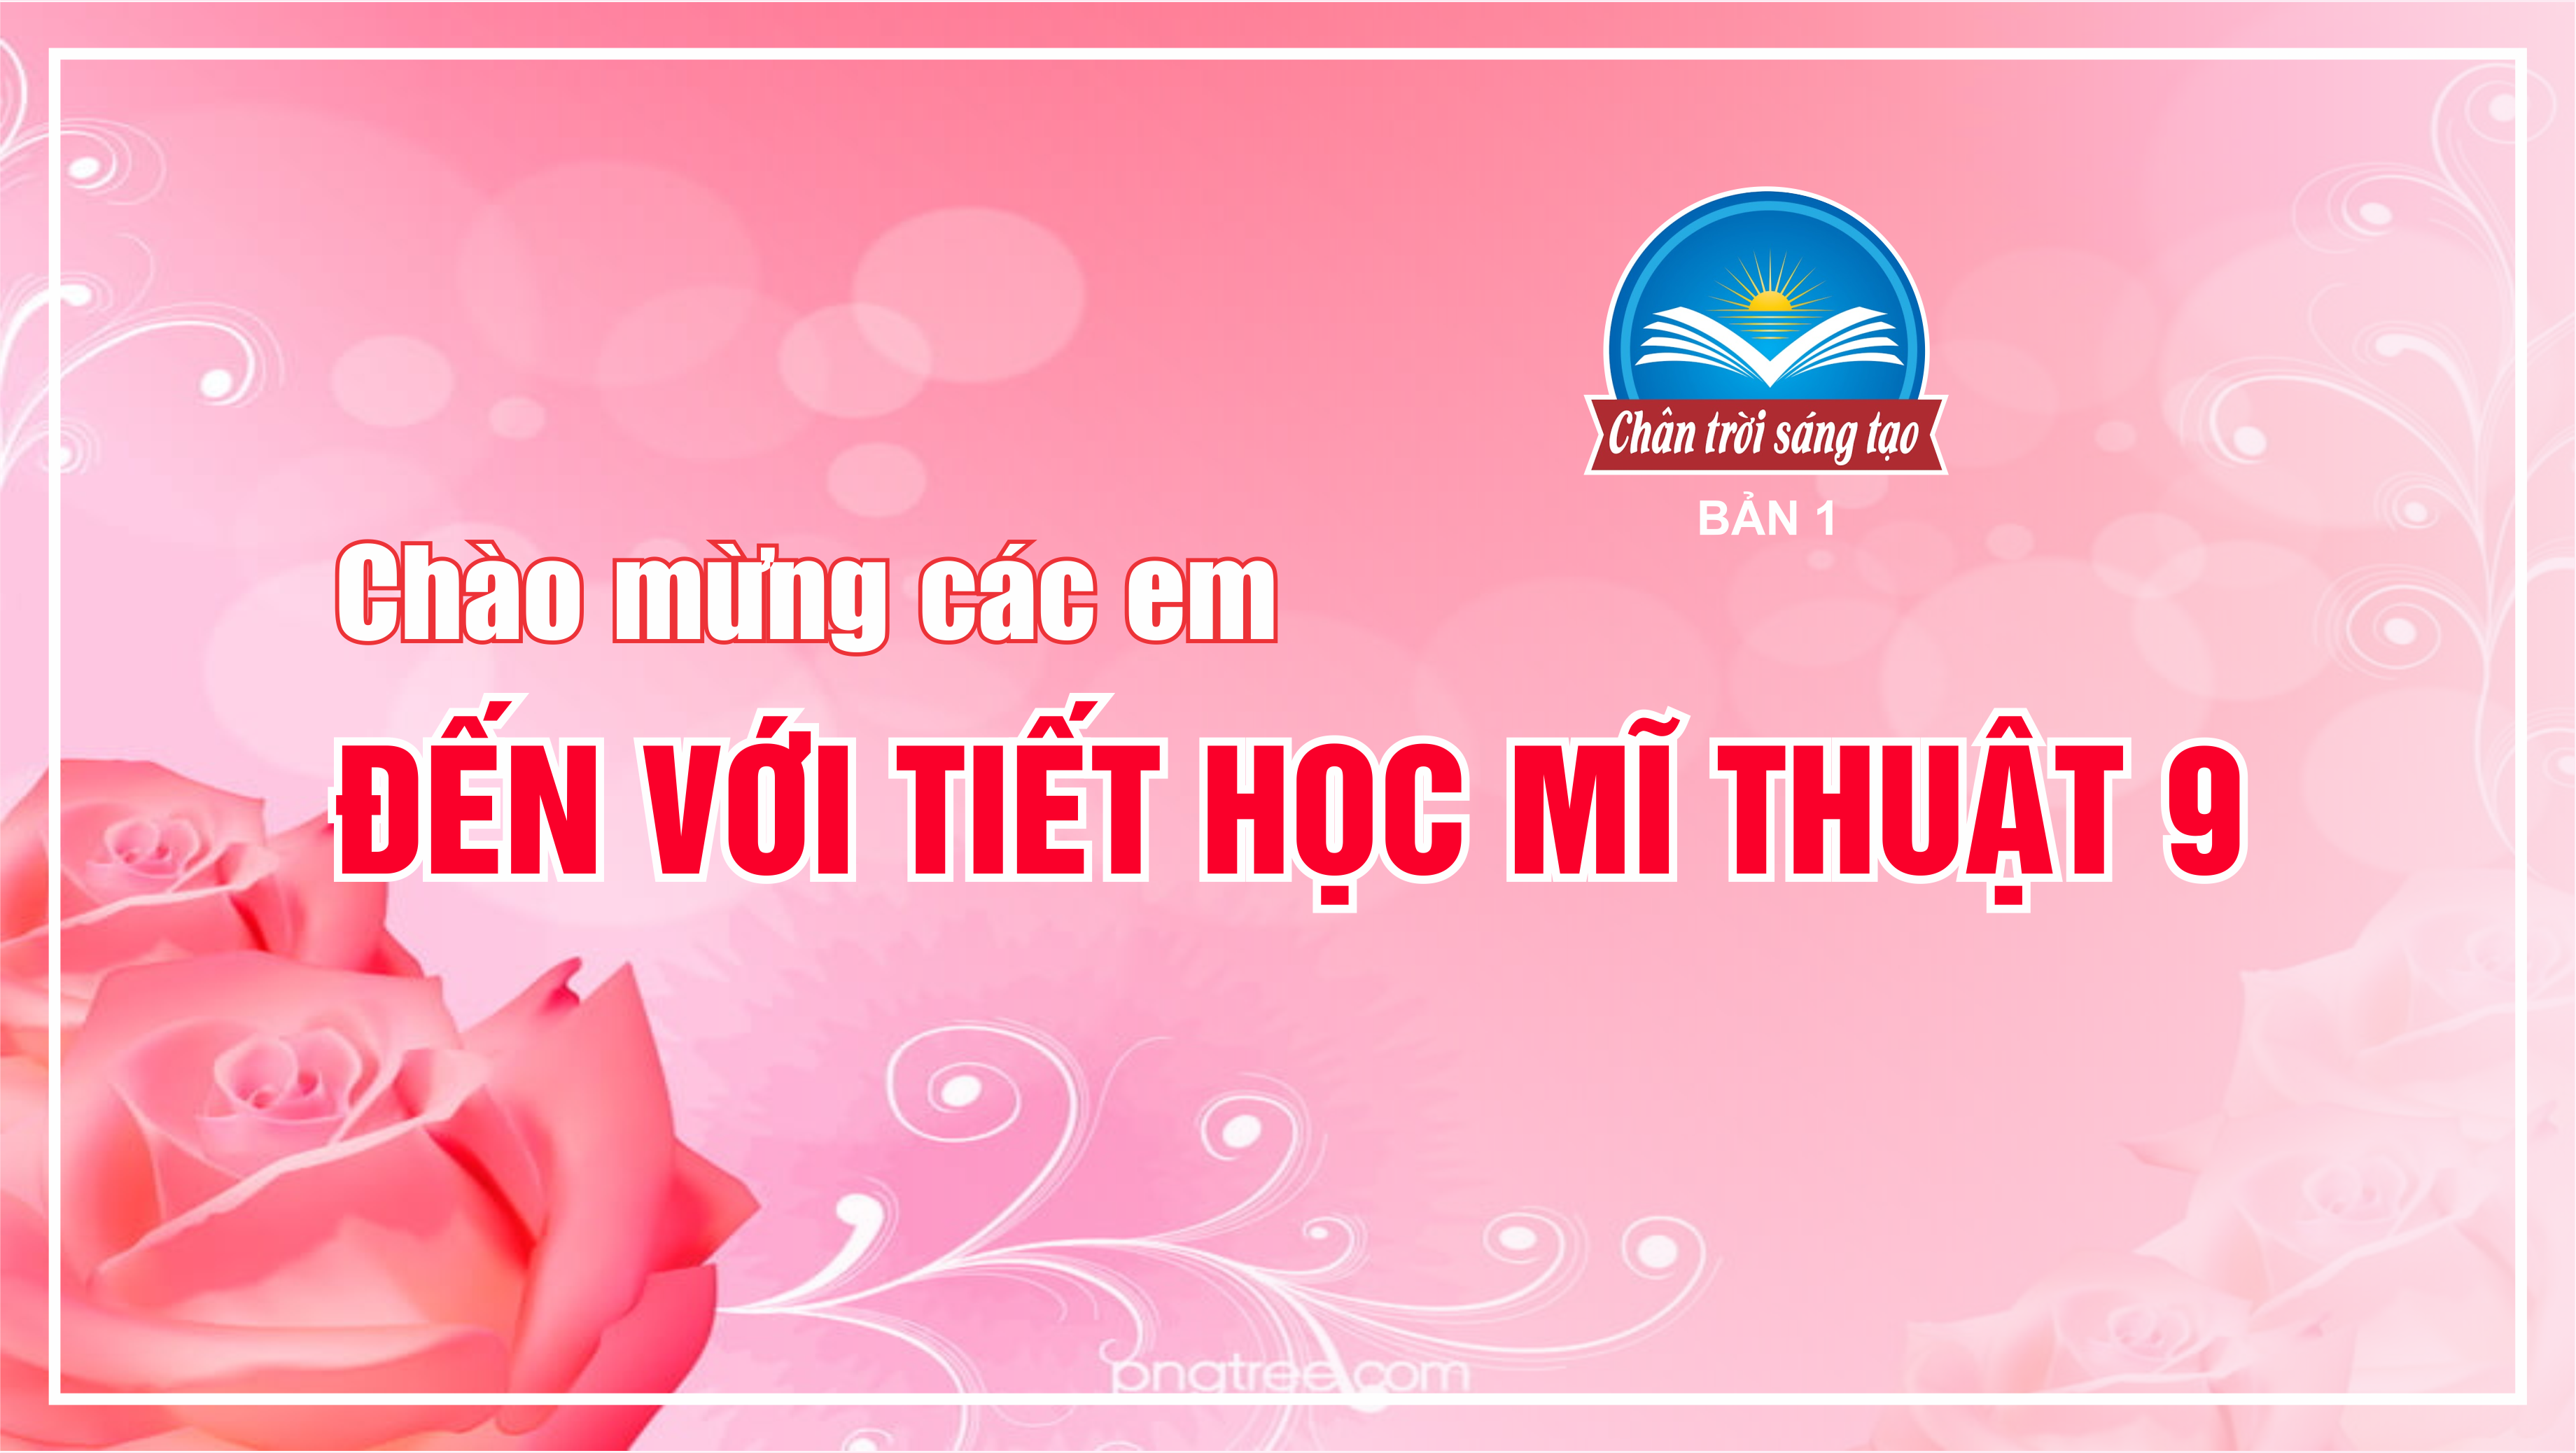 Chân trời sáng tạo
BẢN 1
Chào mừng các em
ĐẾN VỚI TIẾT HỌC MĨ THUẬT 9
pngtree.com